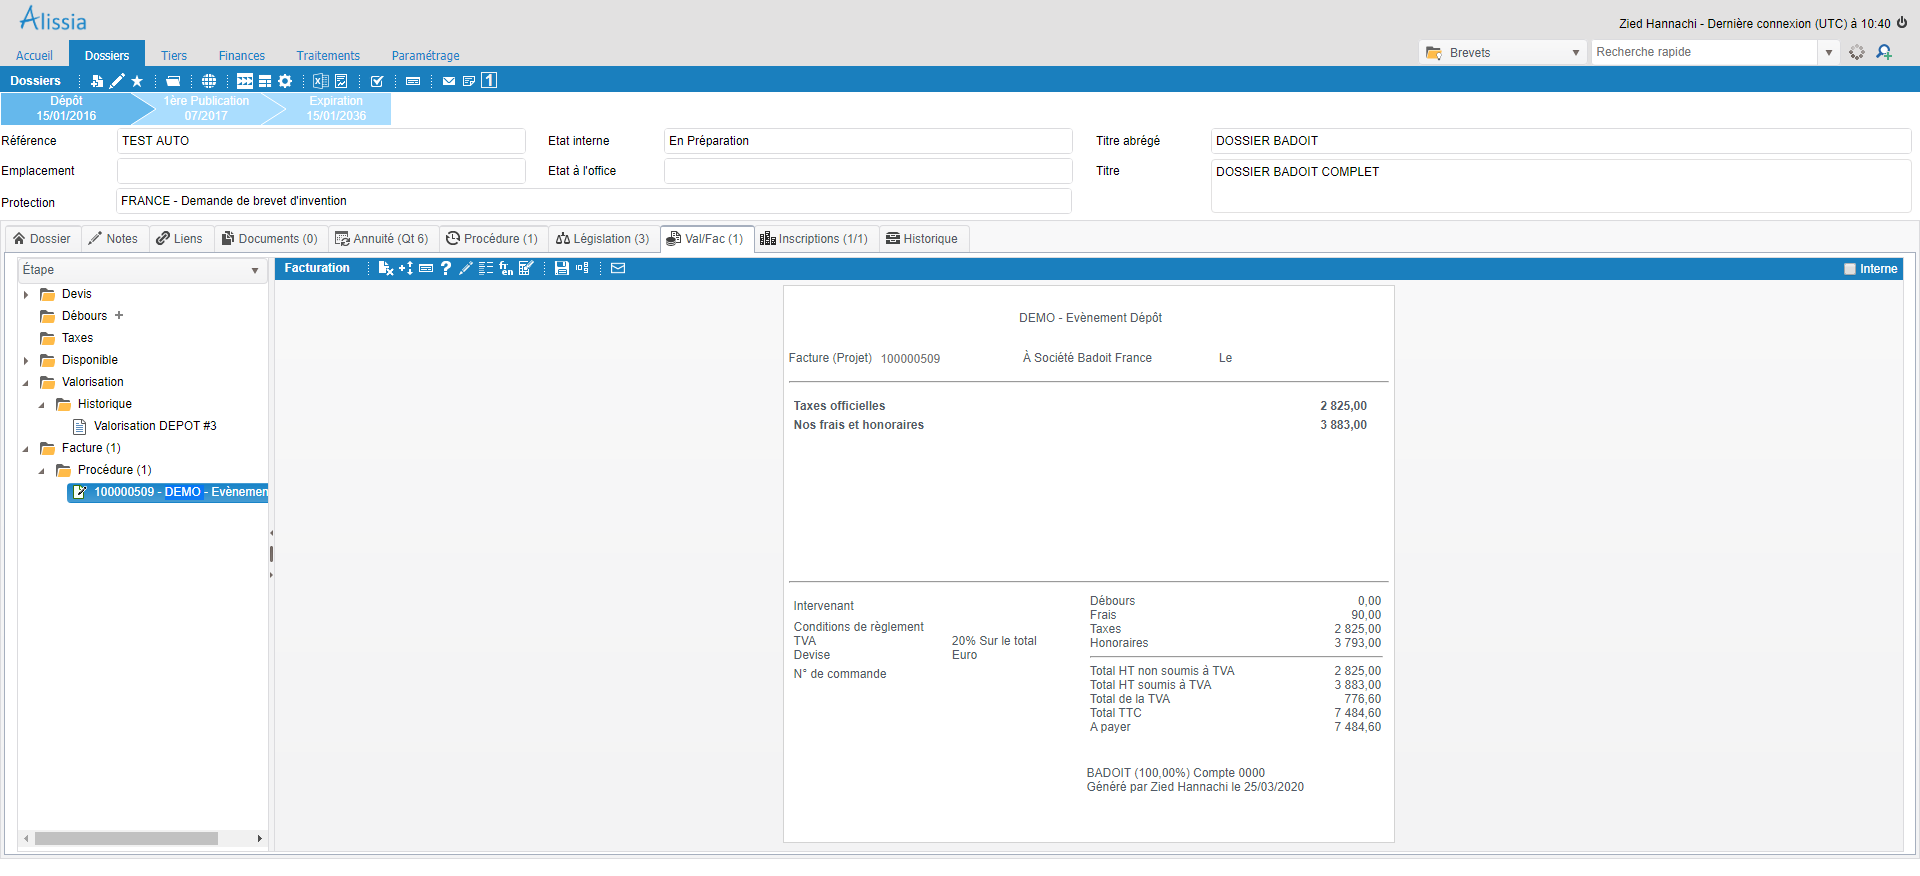 Alissia
Zied Hannachi - Dernière connexion (UTC) à 10:40
Accueil Dossiers Tiers Finances Traitements Paramétrage
Brevets Recherche rapide
Dossiers 1
Dépôt 1ère Publication Expiration
15/01/2016 07/2017 15/01/2036
Référence TEST AUTO Etat interne En Préparation Titre abrégé DOSSIER BADOIT
Emplacement Etat à l'office Titre DOSSIER BADOIT COMPLET
Protection FRANCE - Demande de brevet d'invention
Dossier Notes Liens Documents (0) Annuité (Qt 6) Procédure (1) Législation (3) Val/Fac (1) Inscriptions (1/1) Historique
Étape
Facturation fr en Interne
Devis
Débours +
Taxes
Disponible
Valorisation
Historique
Valorisation DEPOT #3
Facture (1)
Procédure (1)
100000509 - DEMO - Evènemen
DEMO - Evènement Dépôt
Facture (Projet) 100000509 À Société Badoit France Le
Taxes officielles 2 825,00
Nos frais et honoraires 3 883,00
Intervenant
Conditions de règlement
TVA 20% Sur le total
Devise Euro
N° de commande
Débours 0,00
Frais 90,00
Taxes 2 825,00
Honoraires 3 793,00
Total HT non soumis à TVA 2 825,00
Total HT soumis à TVA 3 883,00
Total de la TVA 776,60
Total TTC 7 484,60
A payer 7 484,60
BADOIT (100,00%) Compte 0000
Généré par Zied Hannachi le 25/03/2020